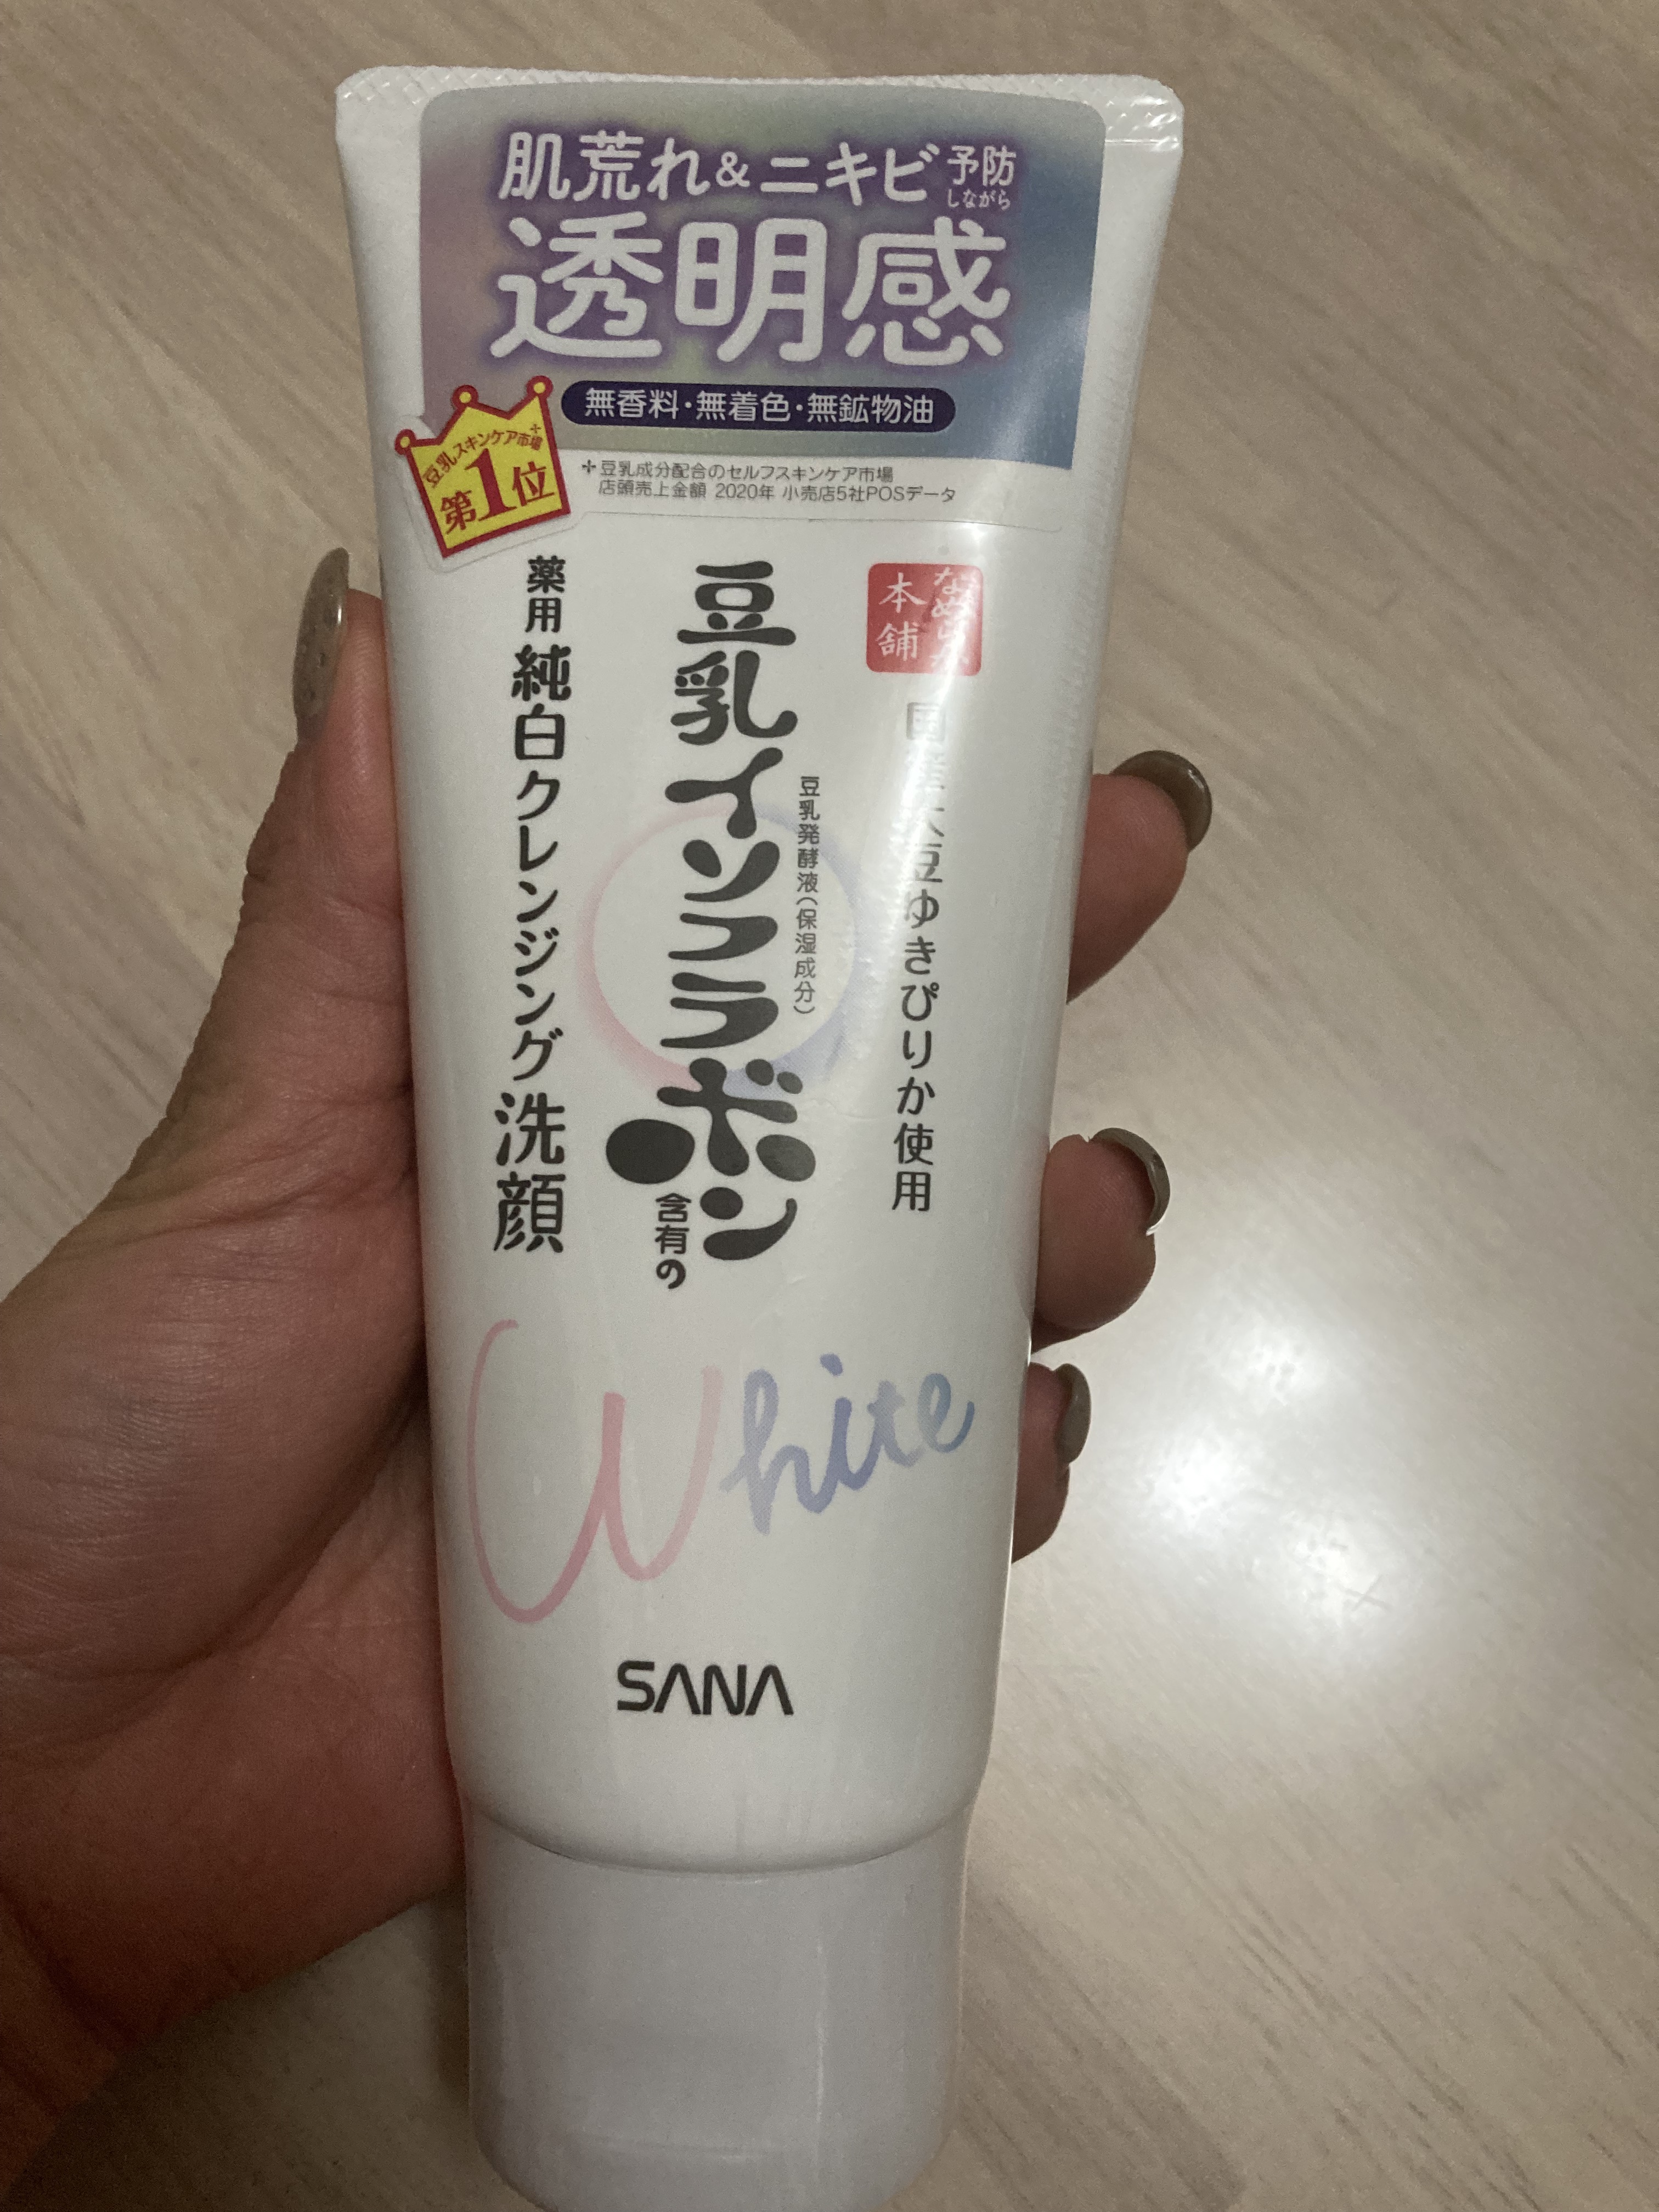 肌荒れ&ニキビ予防しながら
透明感
無香料・無着色・無鉱物油
豆乳スキンケア市場✢
第1位
✢豆乳成分配合のセルフスキンケア市場
店頭売上金額 2020年 小売店5社POSデータ
なめらか本舗
国産大豆ゆきぴりか使用
豆乳発酵液(保湿成分)
豆乳イソフラボン
含有の
薬用 純白クレンジング洗顔
White
SANA